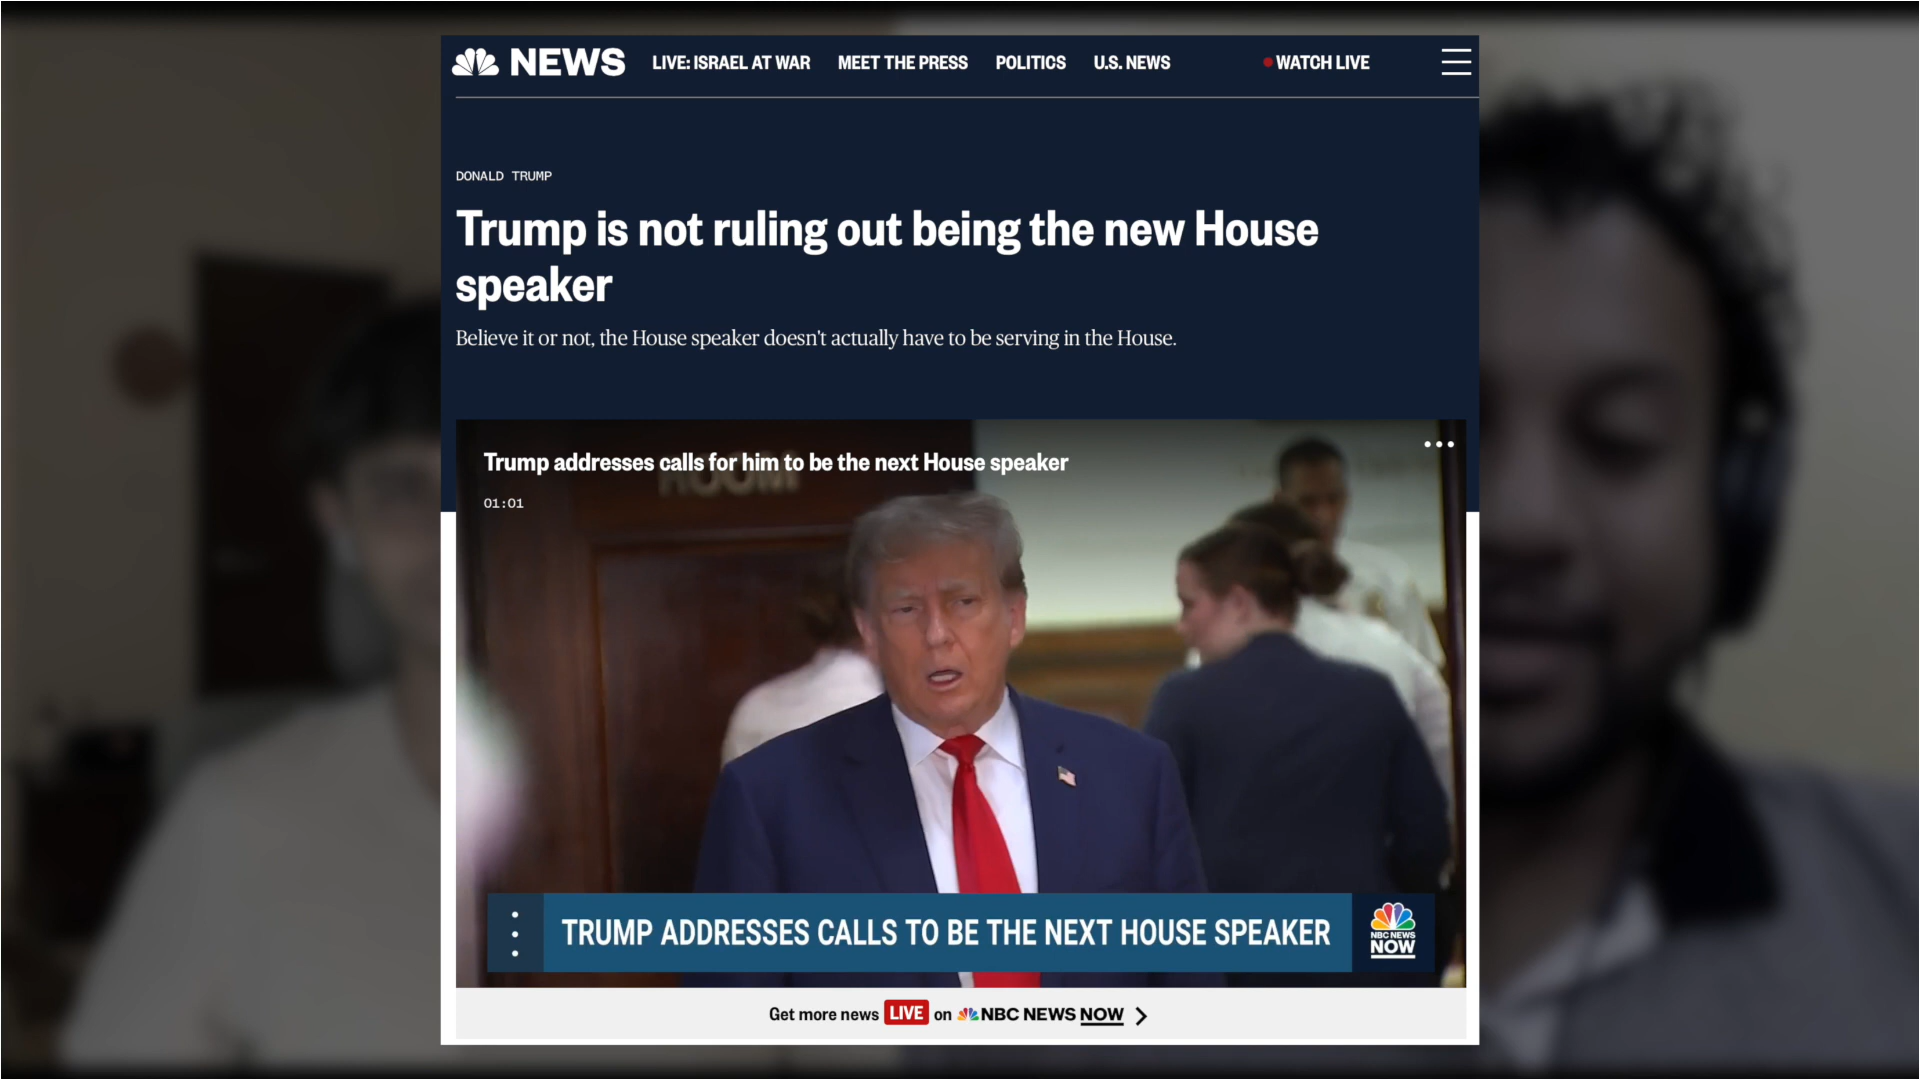 NEWS LIVE: ISRAEL AT WAR MEET THE PRESS POLITICS U.S. NEWS WATCH LIVE
DONALD TRUMP
Trump is not ruling out being the new House
speaker
Believe it or not, the House speaker doesn't actually have to be serving in the House.
Trump addresses calls for him to be the next House speaker
ROOM
01:01
TRUMP ADDRESSES CALLS TO BE THE NEXT HOUSE SPEAKER
NBC NEWS
NOW
Get more news LIVE on NBC NEWS NOW